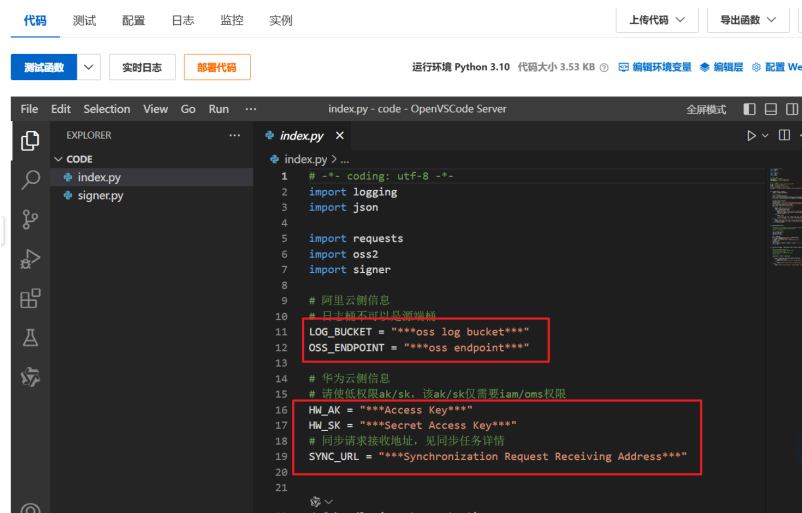 代码 测试 配置 日志 监控 实例 上传代码 导出函数
测试函数 实时日志 部署代码 运行环境 Python 3.10 代码大小 3.53 KB 编辑环境变量 编辑层 配置 We
File Edit Selection View Go Run ··· index.py - code - OpenVSCode Server 全屏模式
EXPLORER ··· index.py ×
CODE index.py > ...
index.py
signer.py
1 # -*- coding: utf-8 -*-
2 import logging
3 import json
4
5 import requests
6 import oss2
7 import signer
8
9 # 阿里云侧信息
10 # 日志桶不可以是源端桶
11 LOG_BUCKET = "***oss log bucket***"
12 OSS_ENDPOINT = "***oss endpoint***"
13
14 # 华为云侧信息
15 # 请使低权限ak/sk，该ak/sk仅需要iam/oms权限
16 HW_AK = "***Access Key***"
17 HW_SK = "***Secret Access Key***"
18 # 同步请求接收地址，见同步任务详情
19 SYNC_URL = "***Synchronization Request Receiving Address***"
20
21